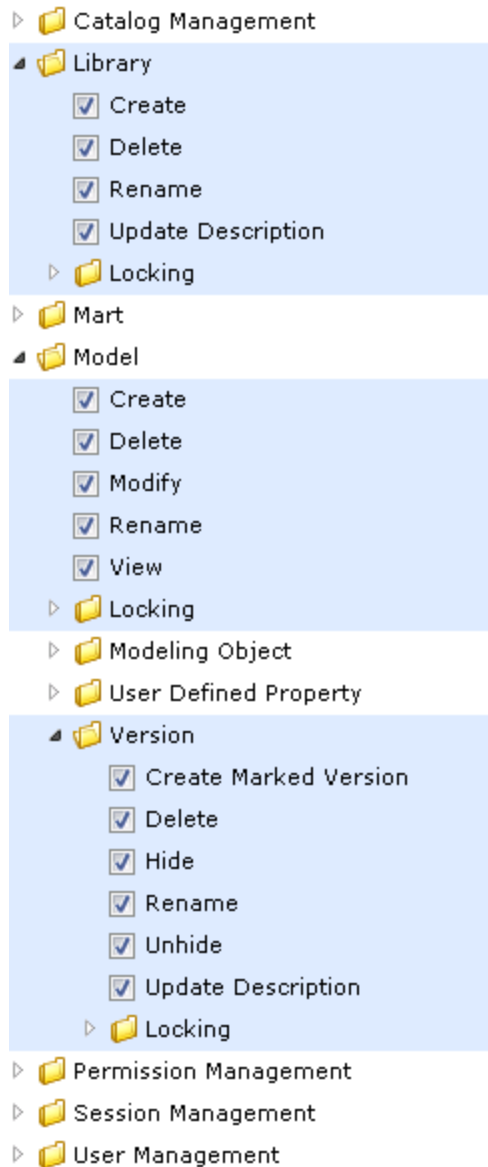 Catalog Management
Library
Create
Delete
Rename
Update Description
Locking
Mart
Model
Create
Delete
Modify
Rename
View
Locking
Modeling Object
User Defined Property
Version
Create Marked Version
Delete
Hide
Rename
Unhide
Update Description
Locking
Permission Management
Session Management
User Management